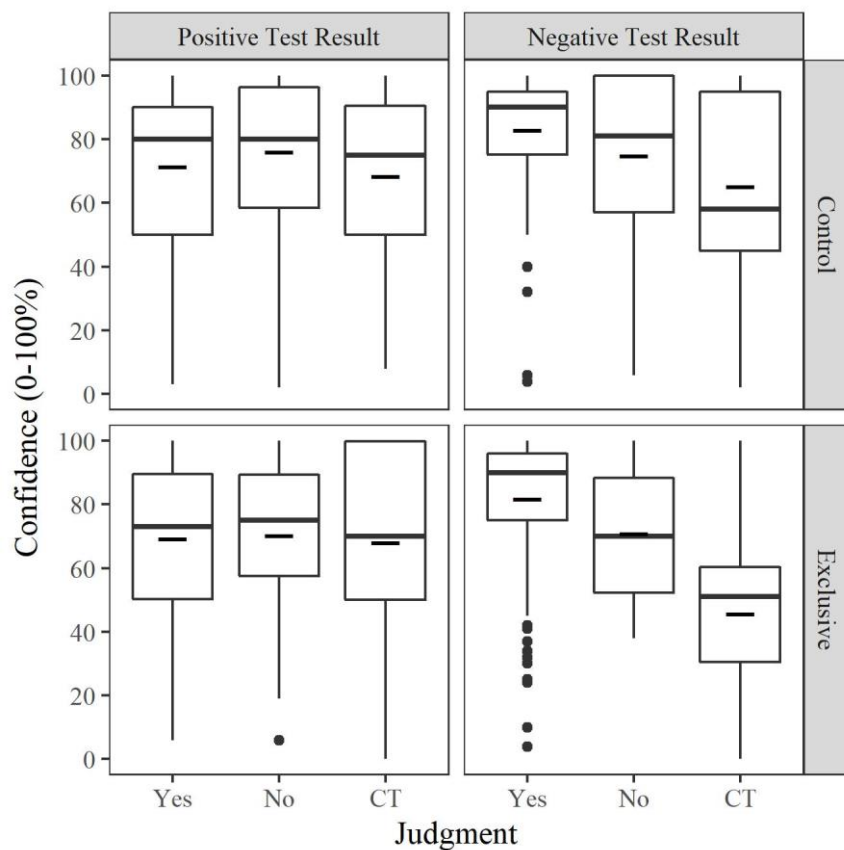 Positive Test Result
Negative Test Result
100
80
60
40
20
0
Control
100
80
60
40
20
0
Exclusive
Confidence (0-100%)
Yes
No
CT
Yes
No
CT
Judgment